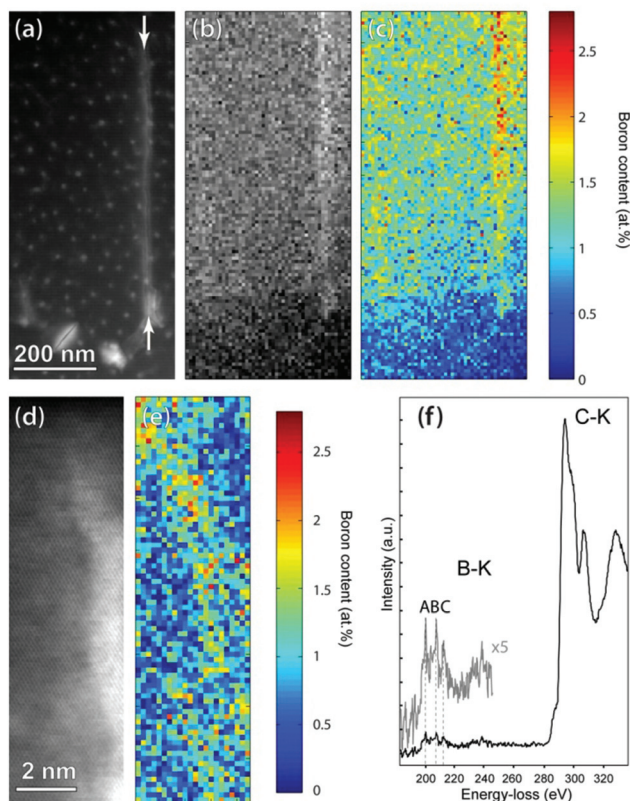 (a)
(b)
(c)
200 nm
2.5
2
1.5
1
0.5
0
Boron content (at.%)
(d)
(e)
2 nm
2.5
2
1.5
1
0.5
0
Boron content (at.%)
(f)
C-K
B-K
ABC
x5
Intensity (a.u.)
200 220 240 260 280 300 320
Energy-loss (eV)